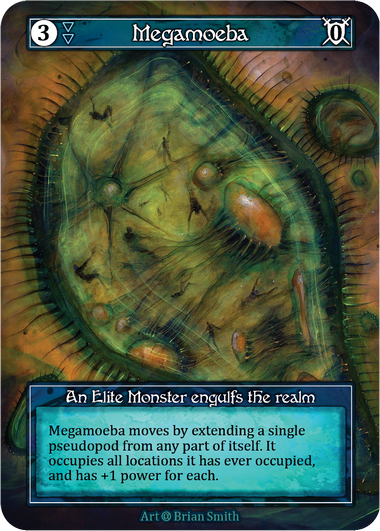 3 Megamoeba 0
An Elite Monster engulfs the realm
Megamoeba moves by extending a single
pseudopod from any part of itself. It
occupies all locations it has ever occupied,
and has +1 power for each.
Art @ Brian Smith